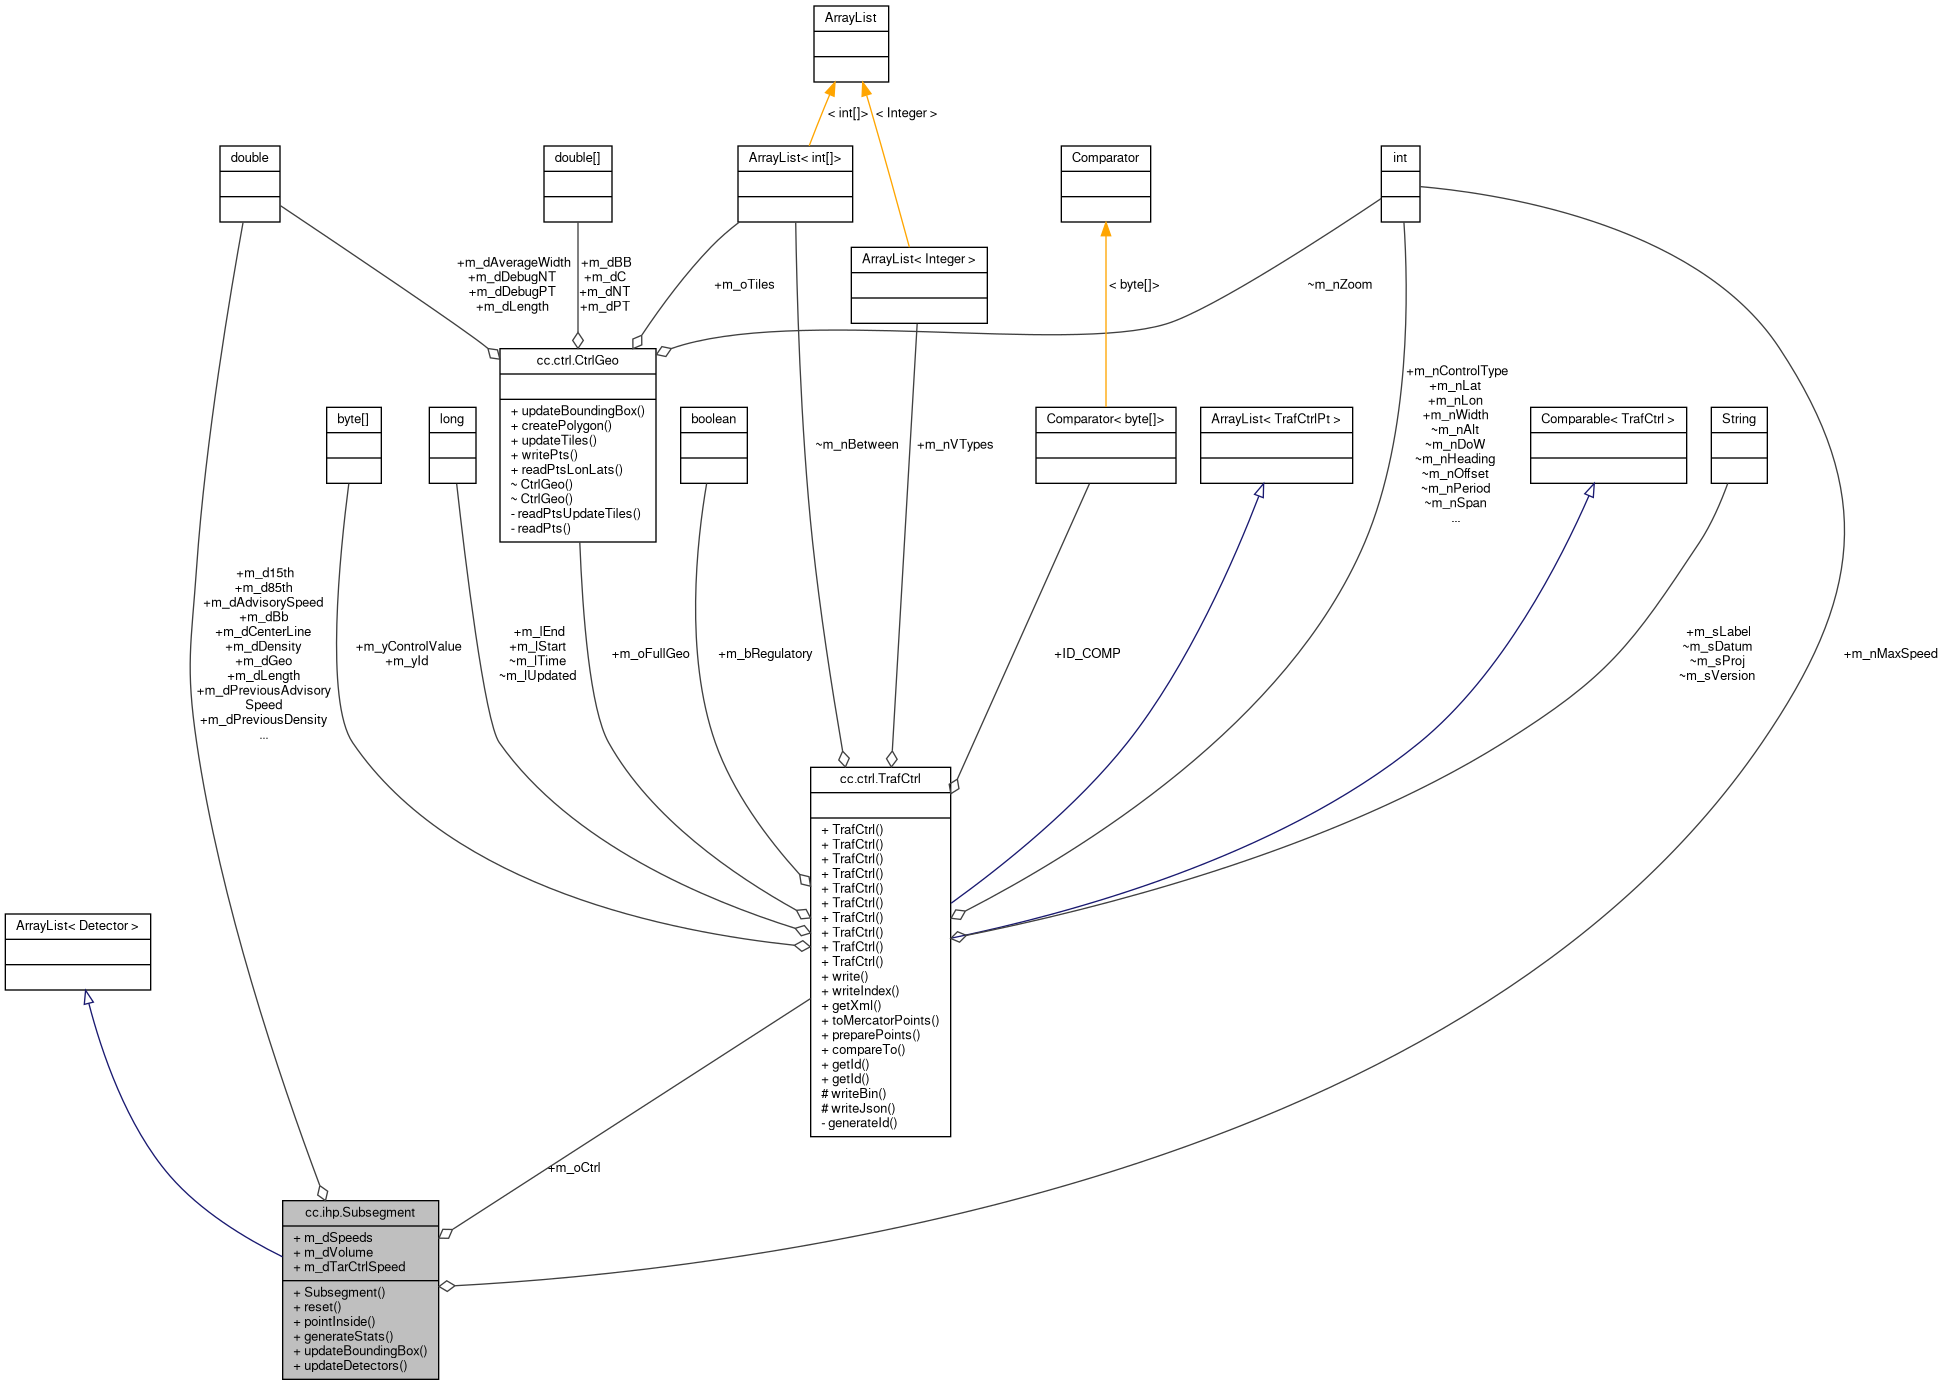 ArrayList
< int[]>
< Integer >
double
double[]
ArrayList< int[]>
Comparator
int
ArrayList< Integer >
+m_dAverageWidth
+m_dDebugNT
+m_dDebugPT
+m_dLength
+m_dBB
+m_dC
+m_dNT
+m_dPT
+m_oTiles
< byte[]>
~m_nZoom
cc.ctrl.CtrlGeo
+ updateBoundingBox()
+ createPolygon()
+ updateTiles()
+ writePts()
+ readPtsLonLats()
~ CtrlGeo()
~ CtrlGeo()
- readPtsUpdateTiles()
- readPts()
byte[]
long
boolean
~m_nBetween
+m_nVTypes
Comparator< byte[]>
ArrayList< TrafCtrlPt >
+m_nControlType
+m_nLat
+m_nLon
+m_nWidth
~m_nAlt
~m_nDoW
~m_nHeading
~m_nOffset
~m_nPeriod
~m_nSpan
...
Comparable< TrafCtrl >
String
+m_d15th
+m_d85th
+m_dAdvisorySpeed
+m_dBb
+m_dCenterLine
+m_dDensity
+m_dGeo
+m_dLength
+m_dPreviousAdvisory
Speed
+m_dPreviousDensity
...
+m_yControlValue
+m_yId
+m_lEnd
+m_lStart
~m_lTime
~m_lUpdated
+m_oFullGeo
+m_bRegulatory
+ID_COMP
+m_sLabel
~m_sDatum
~m_sProj
~m_sVersion
+m_nMaxSpeed
cc.ctrl.TrafCtrl
+ TrafCtrl()
+ TrafCtrl()
+ TrafCtrl()
+ TrafCtrl()
+ TrafCtrl()
+ TrafCtrl()
+ TrafCtrl()
+ TrafCtrl()
+ TrafCtrl()
+ TrafCtrl()
+ write()
+ writeIndex()
+ getXml()
+ toMercatorPoints()
+ preparePoints()
+ compareTo()
+ getId()
+ getId()
# writeBin()
# writeJson()
- generateId()
ArrayList< Detector >
+m_oCtrl
cc.ihp.Subsegment
+ m_dSpeeds
+ m_dVolume
+ m_dTarCtrlSpeed
+ Subsegment()
+ reset()
+ pointInside()
+ generateStats()
+ updateBoundingBox()
+ updateDetectors()